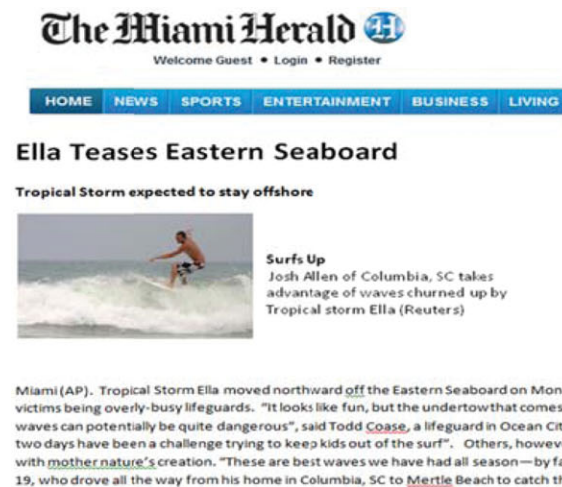 The Miami Herald H
Welcome Guest • Login • Register
HOME NEWS SPORTS ENTERTAINMENT BUSINESS LIVING
Ella Teases Eastern Seaboard
Tropical Storm expected to stay offshore
Surfs Up
Josh Allen of Columbia, SC takes
advantage of waves churned up by
Tropical storm Ella (Reuters)
Miami (AP). Tropical Storm Ella moved northward off the Eastern Seaboard on Mon
victims being overly-busy lifeguards. "It looks like fun, but the undertow that comes
waves can potentially be quite dangerous", said Todd Coase, a lifeguard in Ocean Cit
two days have been a challenge trying to keep kids out of the surf". Others, howev
with mother nature's creation. "These are best waves we have had all season—by fa
19, who drove all the way from his home in Columbia, SC to Mertle Beach to catch th